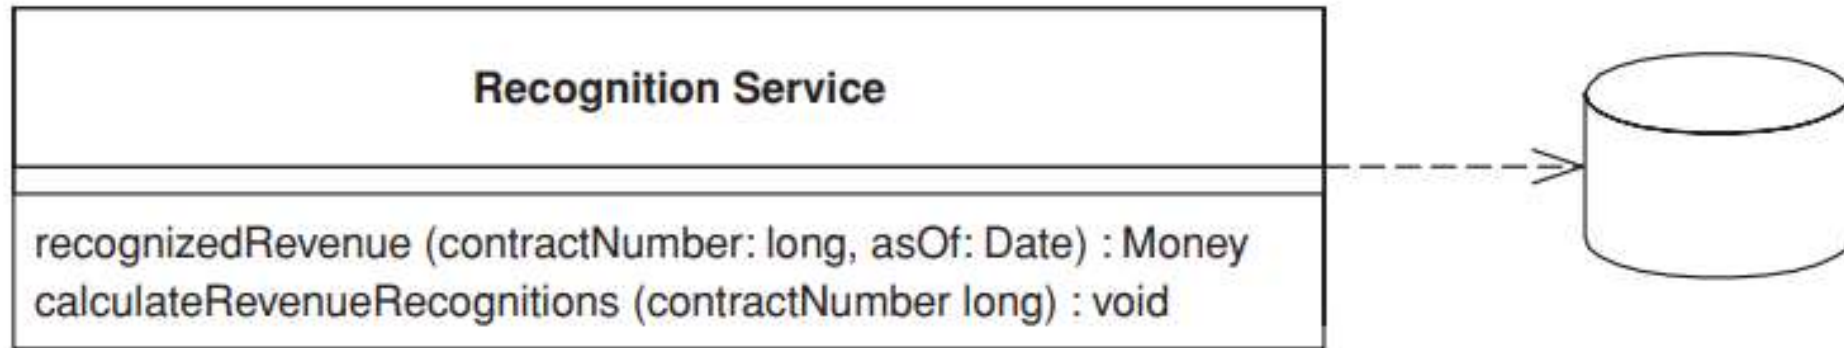 Recognition Service
recognizedRevenue (contractNumber: long, asOf: Date) : Money
calculateRevenueRecognitions (contractNumber long) : void